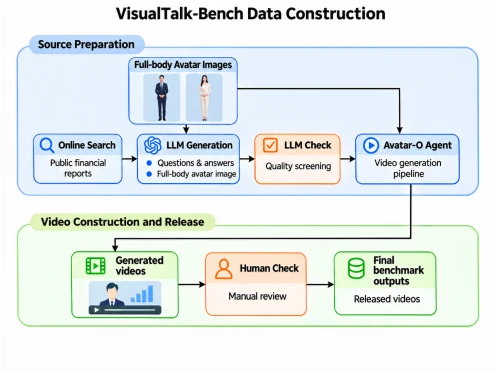 VisualTalk-Bench Data Construction
Source Preparation
Full-body Avatar Images
Online Search
Public financial
reports
LLM Generation
Questions & answers
Full-body avatar image
LLM Check
Quality screening
Avatar-O Agent
Video generation
pipeline
Video Construction and Release
Generated
videos
Human Check
Manual review
Final
benchmark
outputs
Released videos